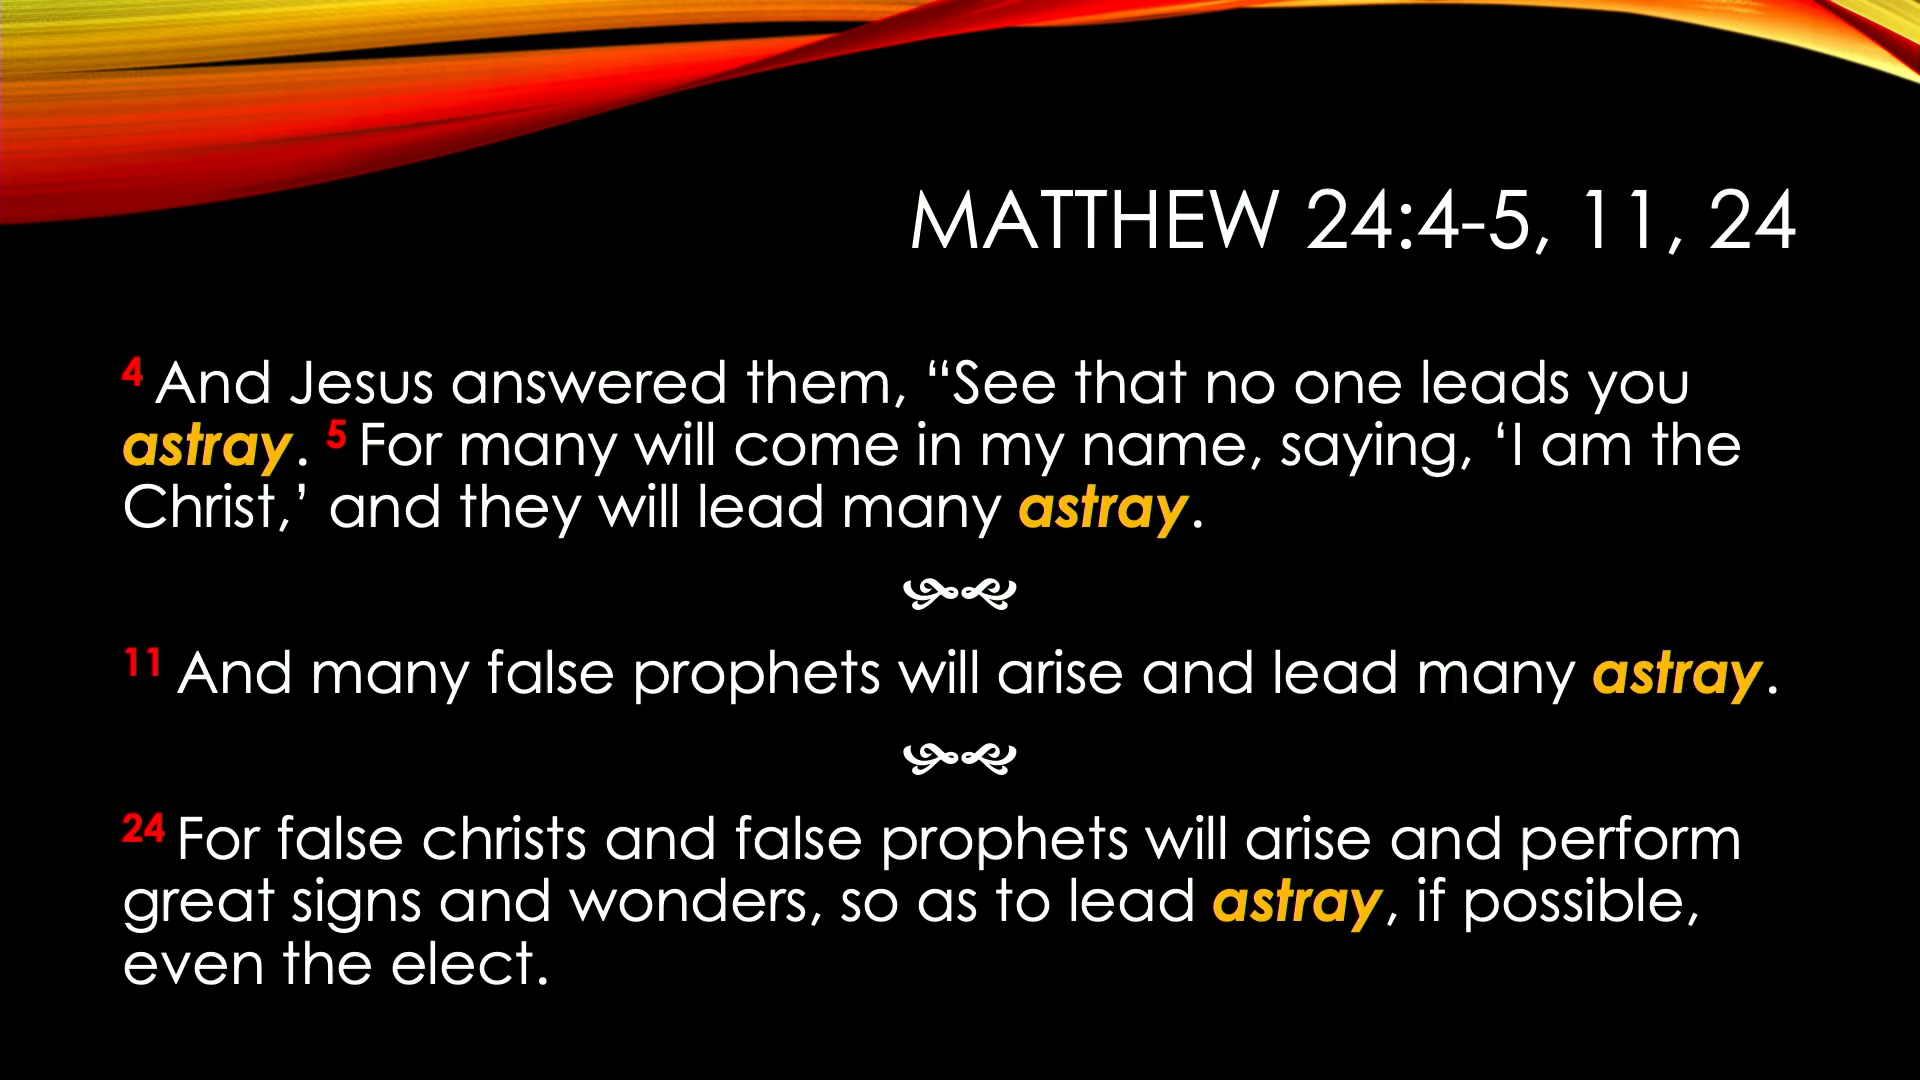 MATTHEW 24:4-5, 11, 24
4 And Jesus answered them, “See that no one leads you
astray. 5 For many will come in my name, saying, ‘I am the
Christ,’ and they will lead many astray.
11 And many false prophets will arise and lead many astray.
24 For false christs and false prophets will arise and perform
great signs and wonders, so as to lead astray, if possible,
even the elect.